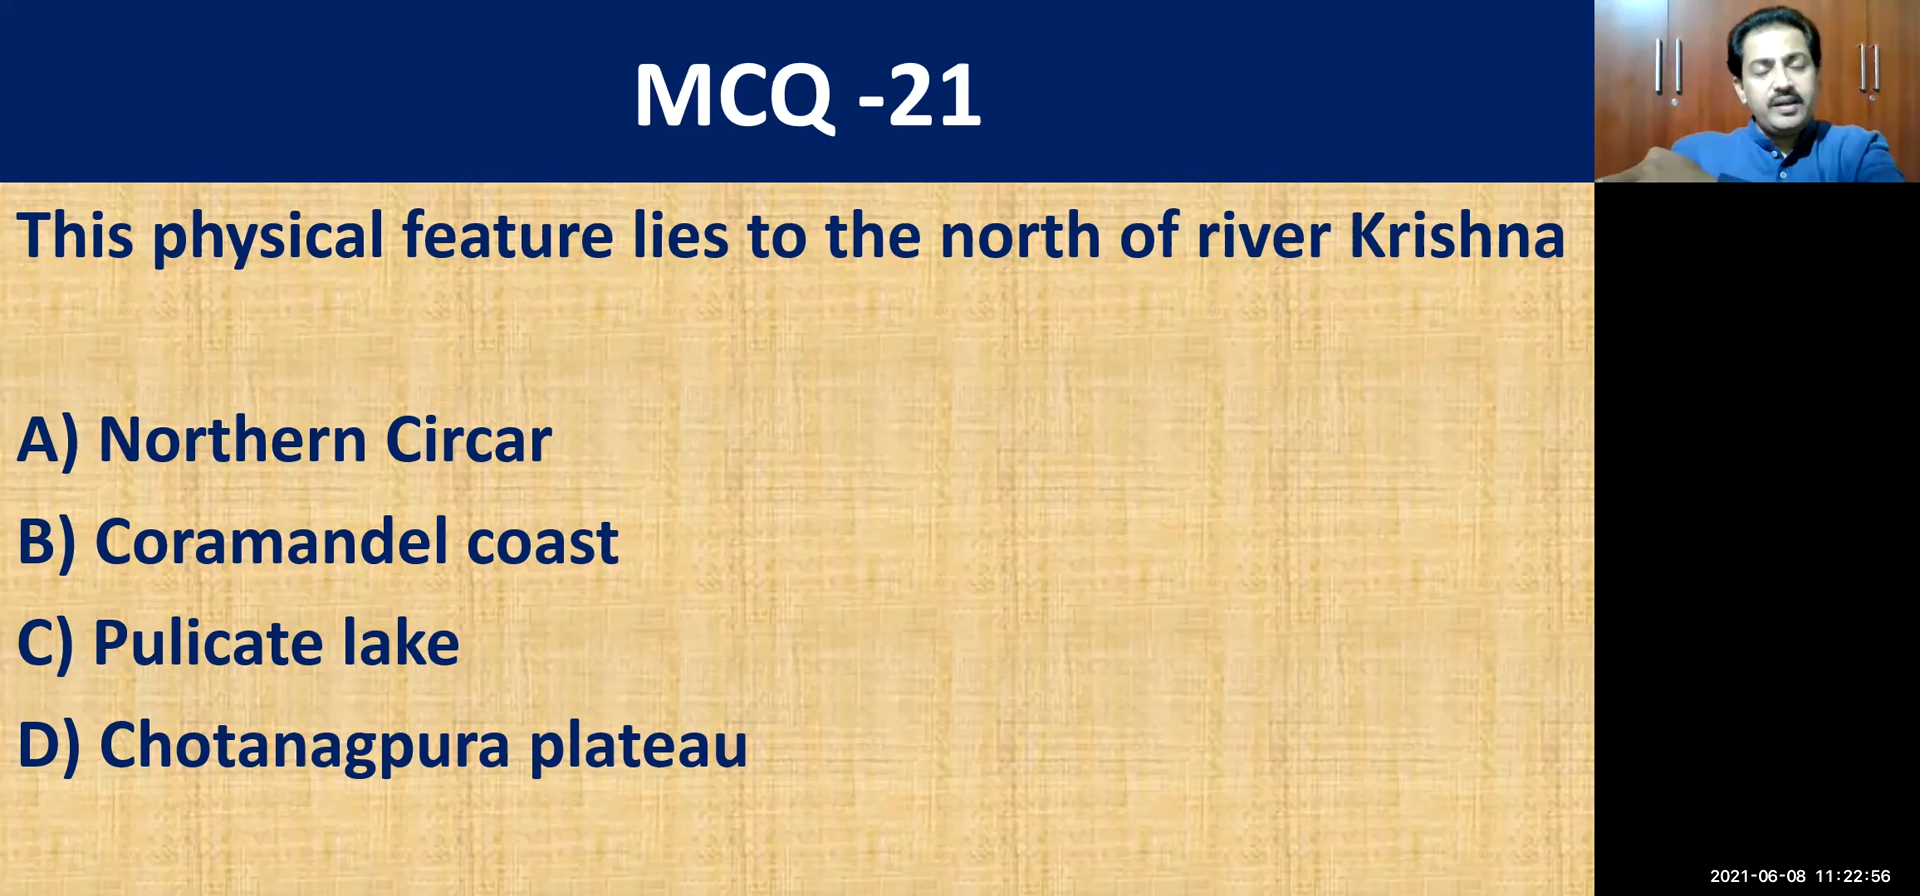 MCQ -21
This physical feature lies to the north of river Krishna
A) Northern Circar
B) Coramandel coast
C) Pulicate lake
D) Chotanagpura plateau
2021-06-08 11:22:56